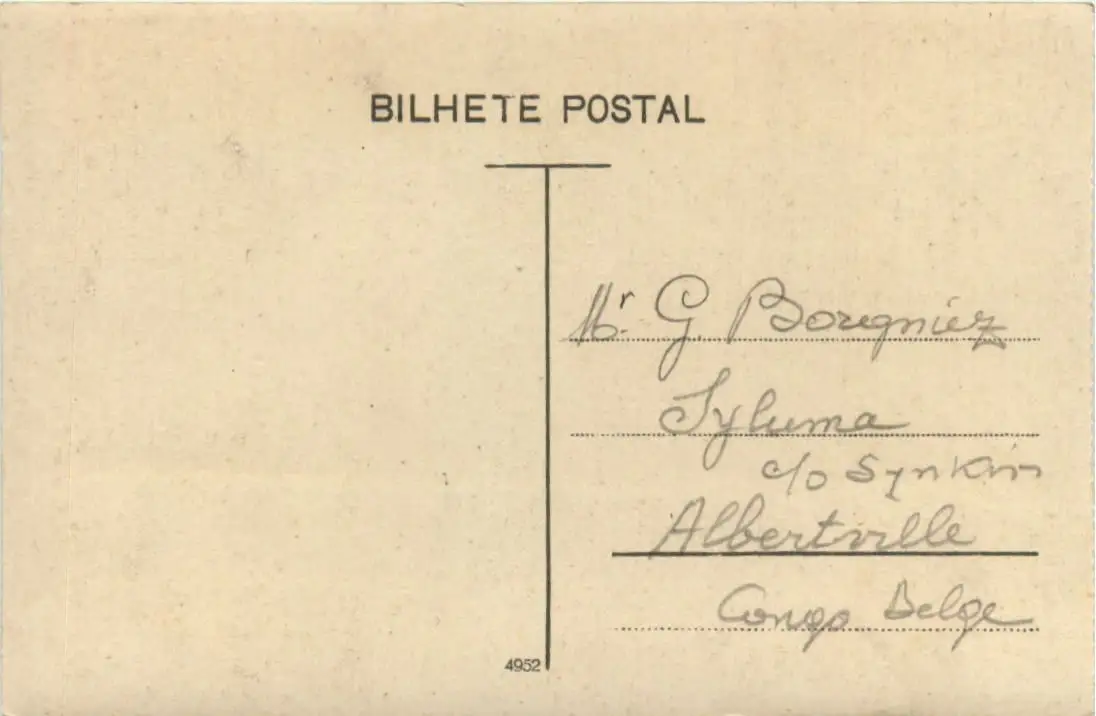 BILHETE POSTAL
Mr. G. Borgniez
Syluma
c/o Synkin
Albertville
Congo Belge
4952